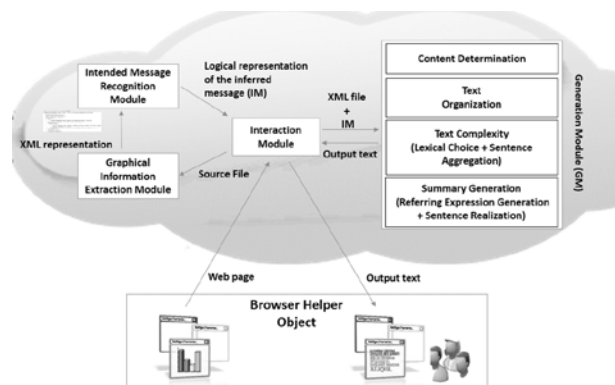 Intended Message
Recognition
Module
Logical representation
of the inferred
message (IM)
XML representation
Graphical
Information
Extraction Module
Source File
Interaction
Module
XML file
+
IM
Output text
Content Determination
Text
Organization
Text Complexity
(Lexical Choice + Sentence
Aggregation)
Summary Generation
(Referring Expression Generation
+ Sentence Realization)
Generation Module (GM)
Web page
Output text
Browser Helper
Object